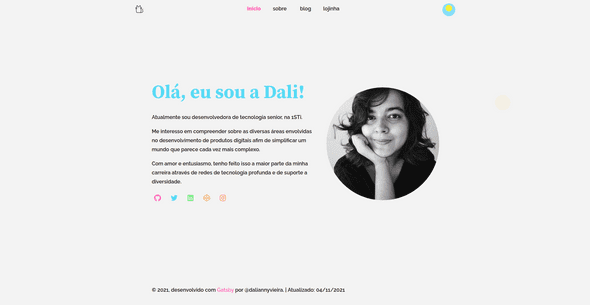 início sobre blog lojinha
Olá, eu sou a Dali!
Atualmente sou desenvolvedora de tecnologia senior, na 1STi.
Me interesso em compreender sobre as diversas áreas envolvidas
no desenvolvimento de produtos digitais afim de simplificar um
mundo que parece cada vez mais complexo.
Com amor e entusiasmo, tenho feito isso a maior parte da minha
carreira através de redes de tecnologia profunda e de suporte a
diversidade.
© 2021, desenvolvido com Gatsby por @daliannyvieira. | Atualizado: 04/11/2021